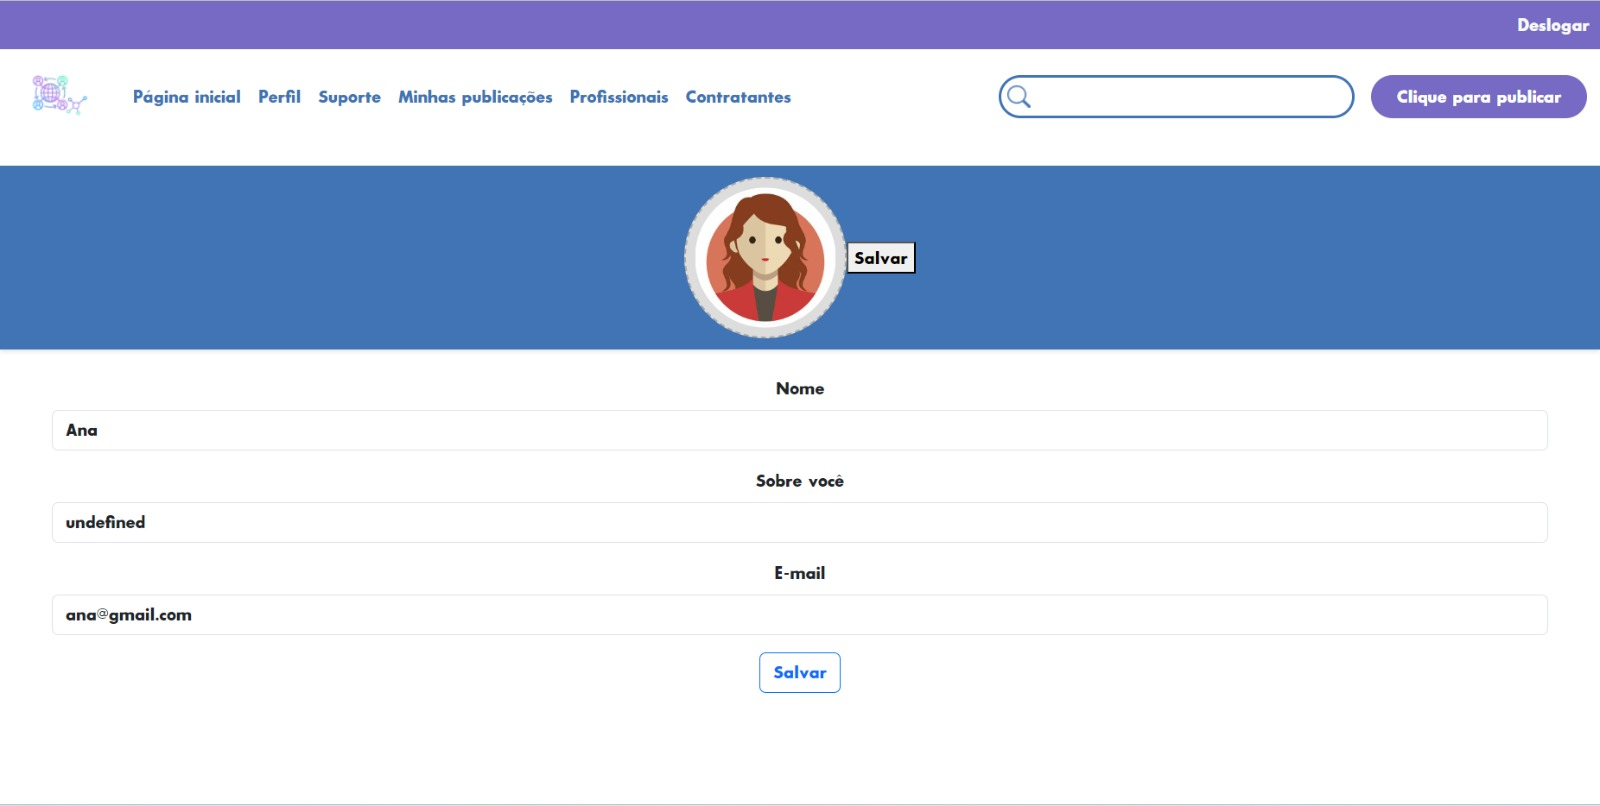 Deslogar
Página inicial Perfil Suporte Minhas publicações Profissionais Contratantes Clique para publicar
Salvar
Nome
Ana
Sobre você
undefined
E-mail
ana@gmail.com
Salvar